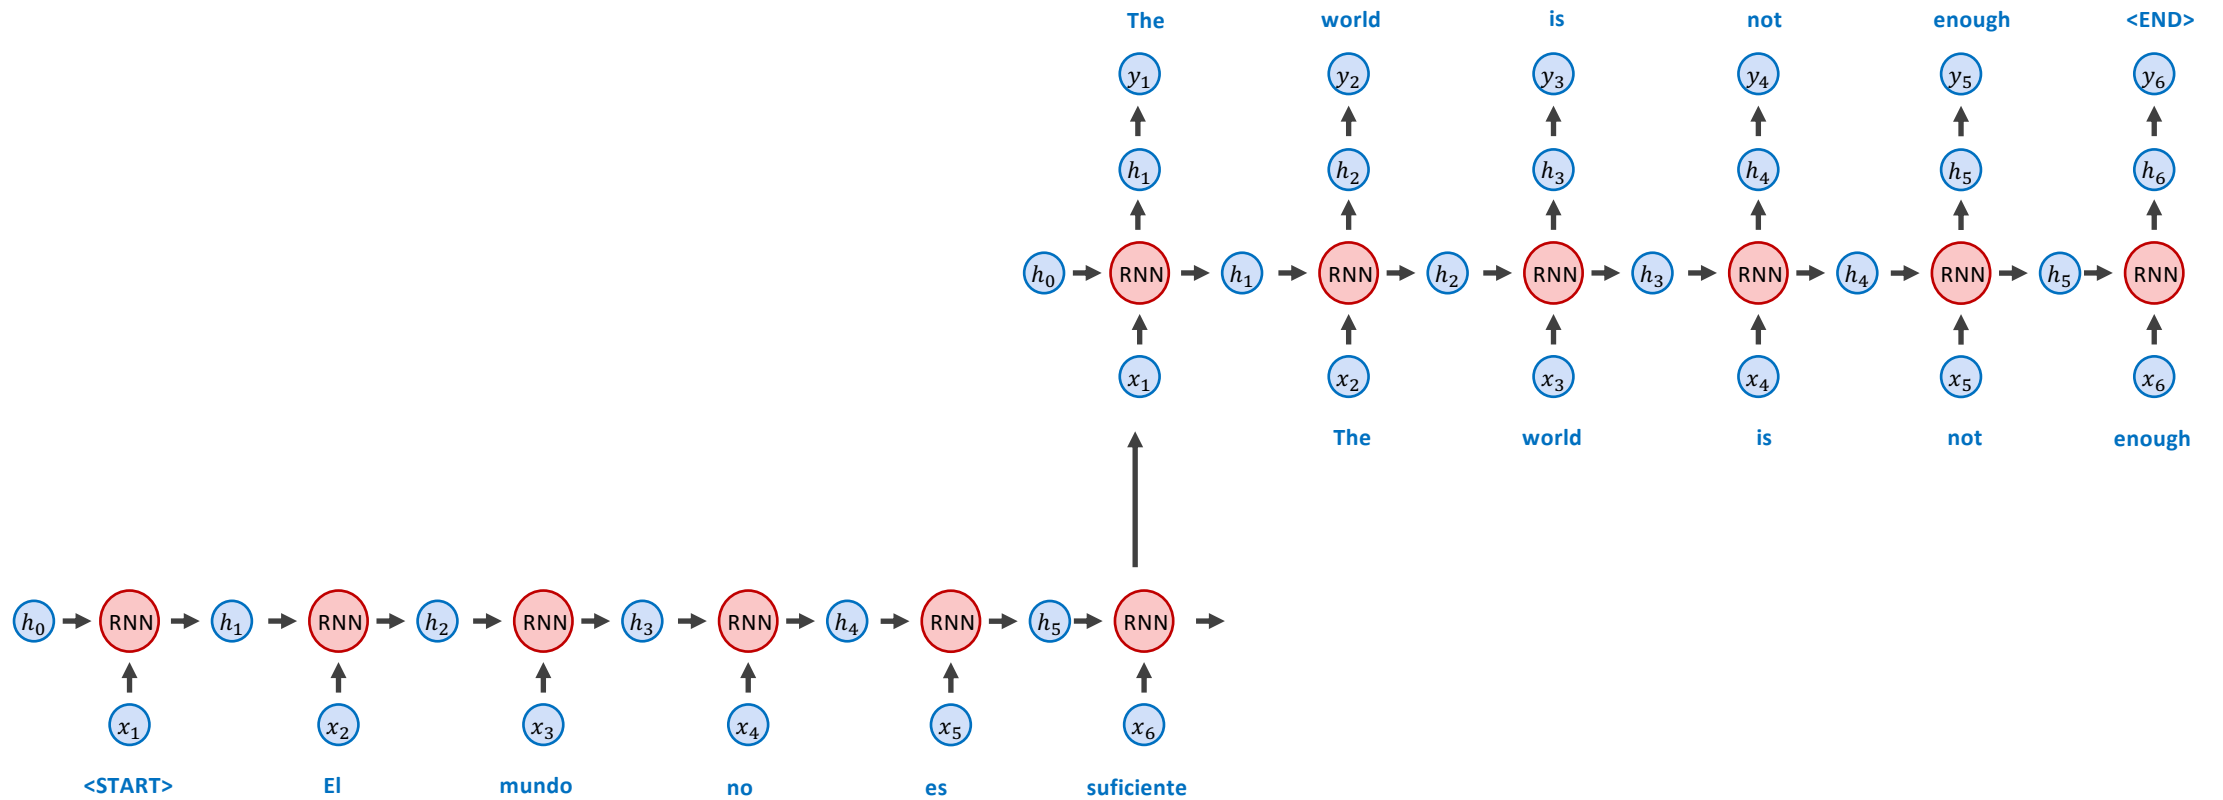 The world is not enough <END>
y₁ y₂ y₃ y₄ y₅ y₆
h₁ h₂ h₃ h₄ h₅ h₆
h₀ RNN h₁ RNN h₂ RNN h₃ RNN h₄ RNN h₅ RNN
x₁ x₂ x₃ x₄ x₅ x₆
The world is not enough
h₀ RNN h₁ RNN h₂ RNN h₃ RNN h₄ RNN h₅ RNN
x₁ x₂ x₃ x₄ x₅ x₆
<START> El mundo no es suficiente